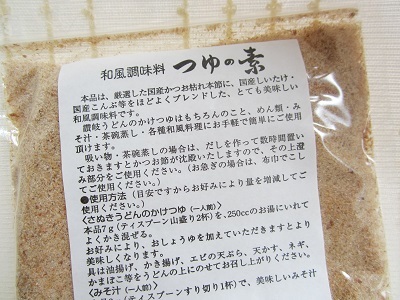 和風調味料 つゆの素
本品は、厳選した国産かつお枯れ本節に、国産しいたけ・
国産こんぶ等をほどよくブレンドした、とても美味しい
和風調味料です。
讃岐うどんのかけつゆはもちろんのこと、めん類・み
そ汁・茶碗蒸し・各種和風料理にお手軽で簡単にご使用
頂けます。
吸い物・茶碗蒸しの場合は、だしを作って数時間置い
ておきますとかつお節が沈殿いたしますので、その上澄
み部分をご使用ください。(お急ぎの場合は、布巾でこし
てご使用ください。)
●使用方法(目安ですからお好みにより量を増減してご
使用ください。)
くさぬきうどんのかけつゆ(一人前)
本品7g(ティスプーン山盛り2杯)を、250ccのお湯にいれて
よくかき混ぜる。
お好みにより、おしょうゆを加えていただきますとより
美味しくなります。
具は油揚げ、かき揚げ、エビの天ぷら、天かす、ネギ、
かまぼこ等をうどんの上にのせてお召し上がりください。
くみそ汁(一人前)
(ティスプーンすり切り1杯)で、美味しいみそ汁